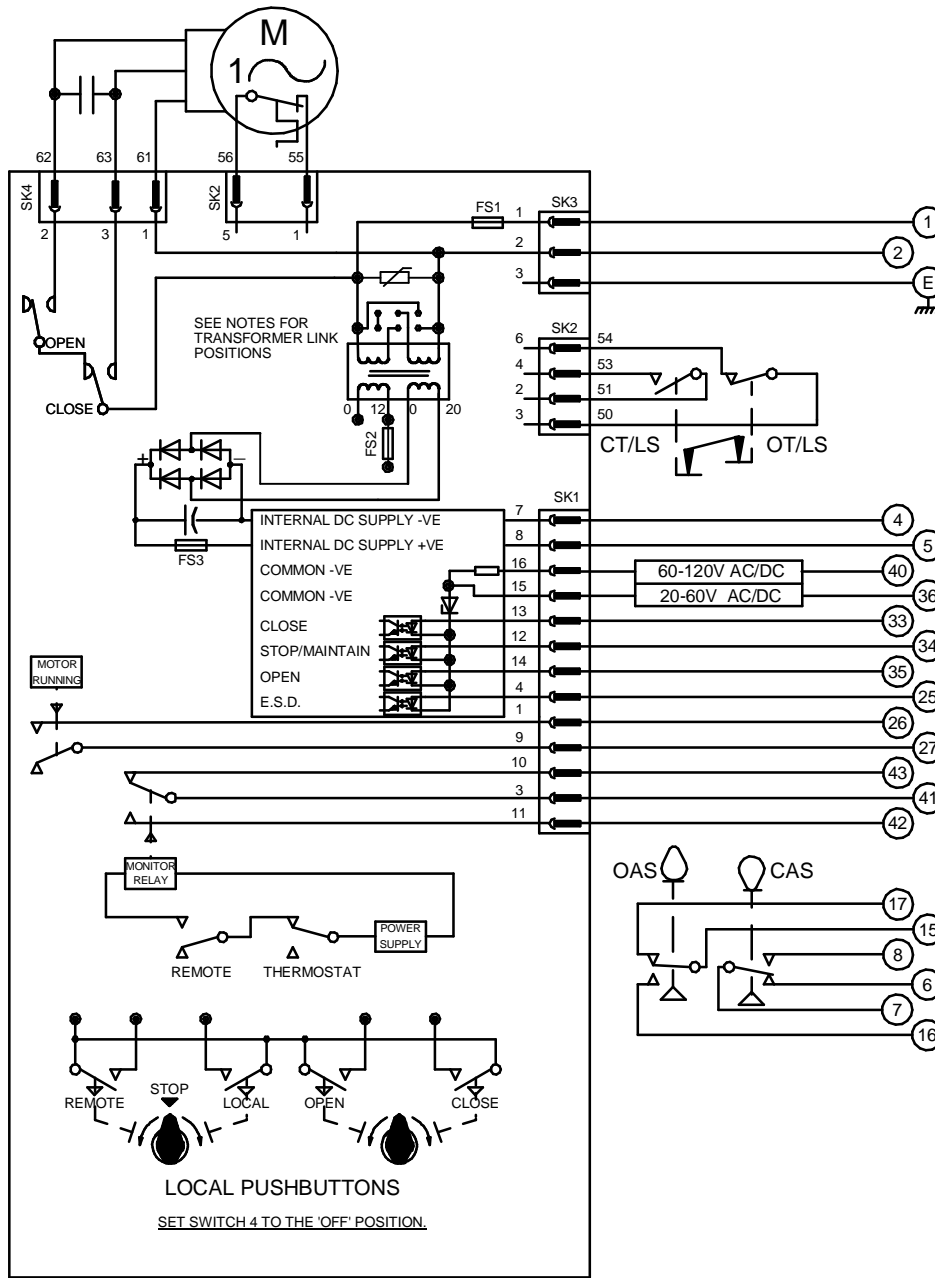 M
1
62 63 61 56 55
SK4
SK2
2 3 1 5 1
FS1
1
SK3
1
2
2
3
E
SEE NOTES FOR
TRANSFORMER LINK
POSITIONS
OPEN
CLOSE
0 12 0 20
FS2
SK2
6 54
4 53
2 51
3 50
CT/LS OT/LS
+ –
FS3
SK1
INTERNAL DC SUPPLY -VE 7 4
INTERNAL DC SUPPLY +VE 8 5
COMMON -VE 16 60-120V AC/DC 40
COMMON -VE 15 20-60V AC/DC 36
CLOSE 13 33
STOP/MAINTAIN 12 34
OPEN 14 35
E.S.D. 4 25
1 26
9 27
10 43
3 41
11 42
MOTOR
RUNNING
MONITOR
RELAY
POWER
SUPPLY
REMOTE THERMOSTAT
OAS CAS
17
15
8
6
7
16
REMOTE STOP LOCAL OPEN CLOSE
LOCAL PUSHBUTTONS
SET SWITCH 4 TO THE 'OFF' POSITION.